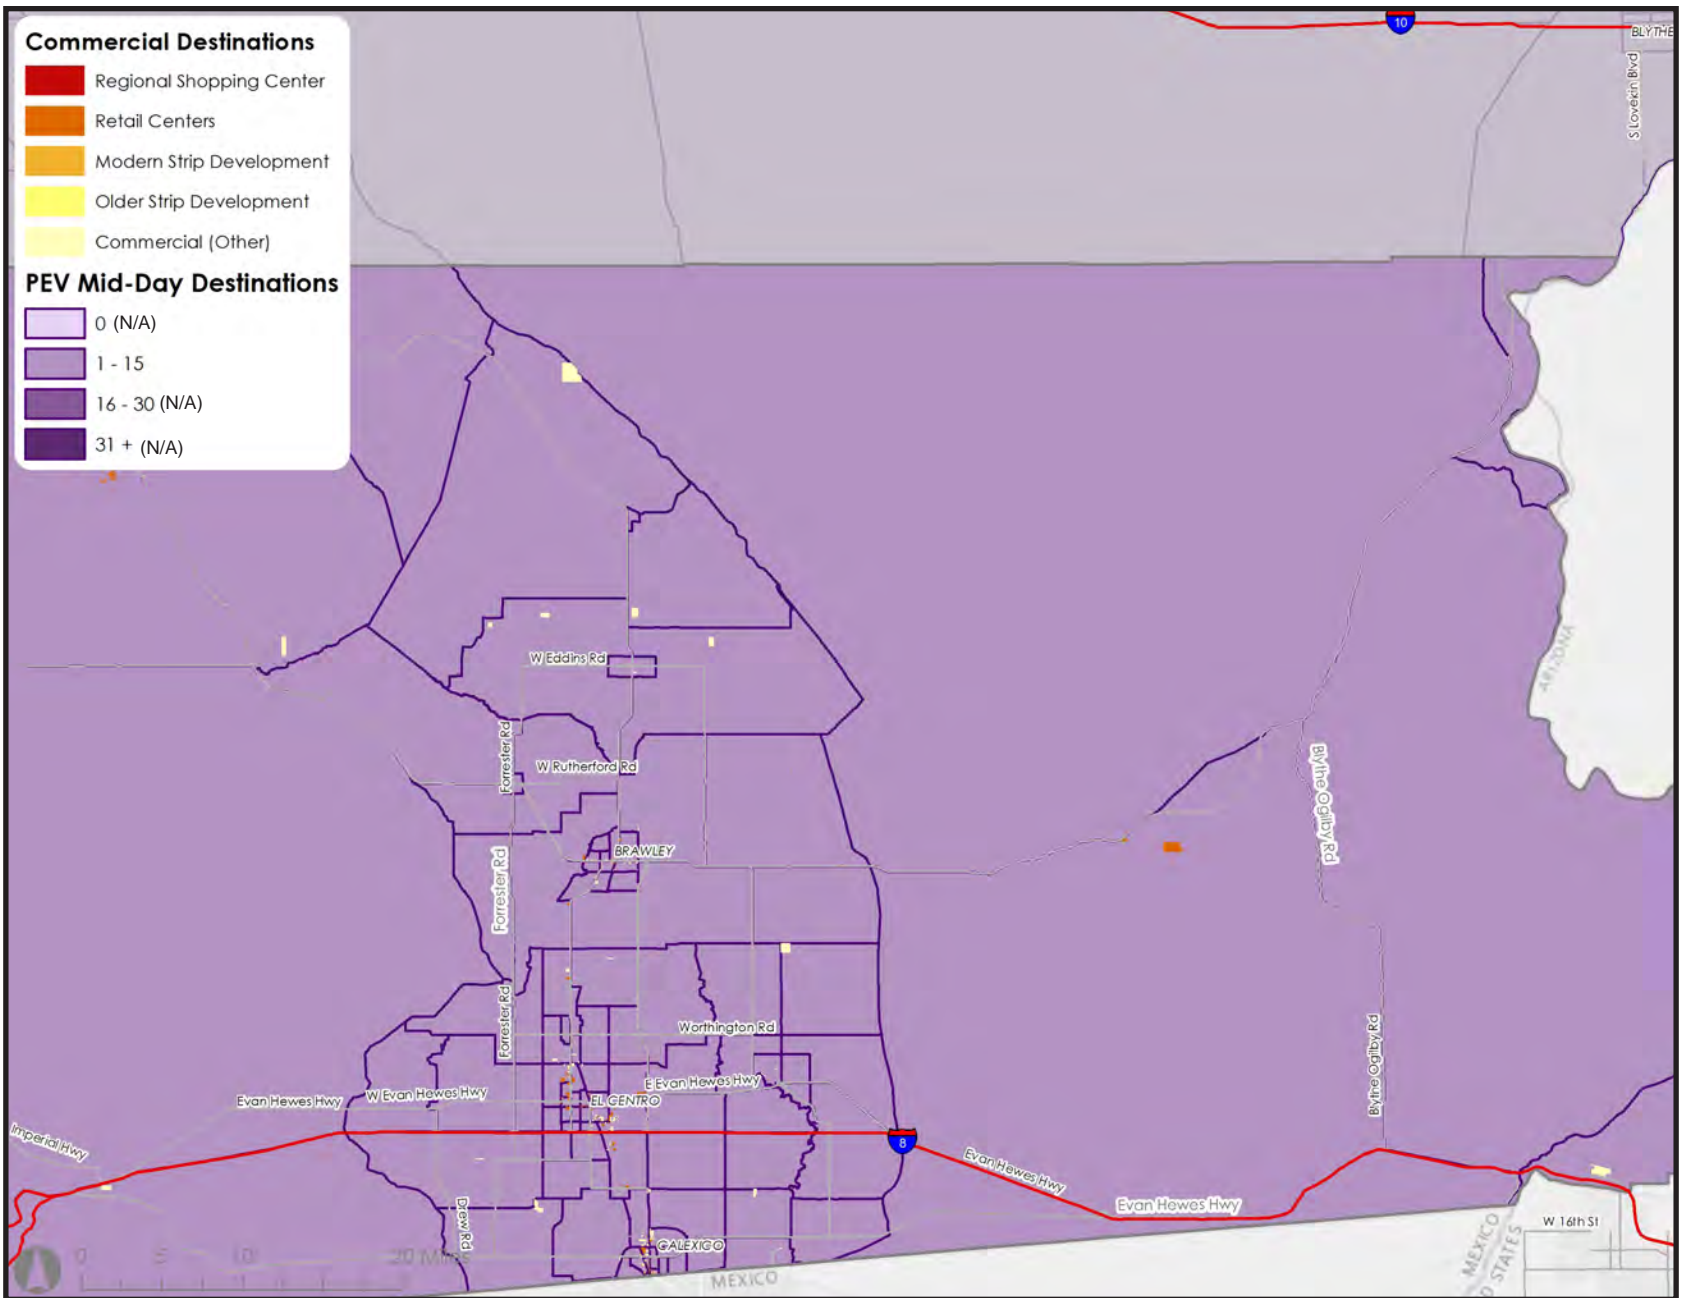 Commercial Destinations
Regional Shopping Center
Retail Centers
Modern Strip Development
Older Strip Development
Commercial (Other)
PEV Mid-Day Destinations
0 (N/A)
1 - 15
16 - 30 (N/A)
31 + (N/A)
10
BLYTHE
S Lovekin Blvd
ARIZONA
W Eddins Rd
Forrester Rd
W Rutherford Rd
Blythe Ogilby Rd
BRAWLEY
Forrester Rd
Forrester Rd
Worthington Rd
Blythe Ogilby Rd
E Evan Hewes Hwy
W Evan Hewes Hwy
Evan Hewes Hwy
EL CENTRO
Imperial Hwy
8
Evan Hewes Hwy
Evan Hewes Hwy
Drew Rd
W 16th St
CALEXICO
0 5 10 20 Miles
MEXICO
MEXICO
D STATES